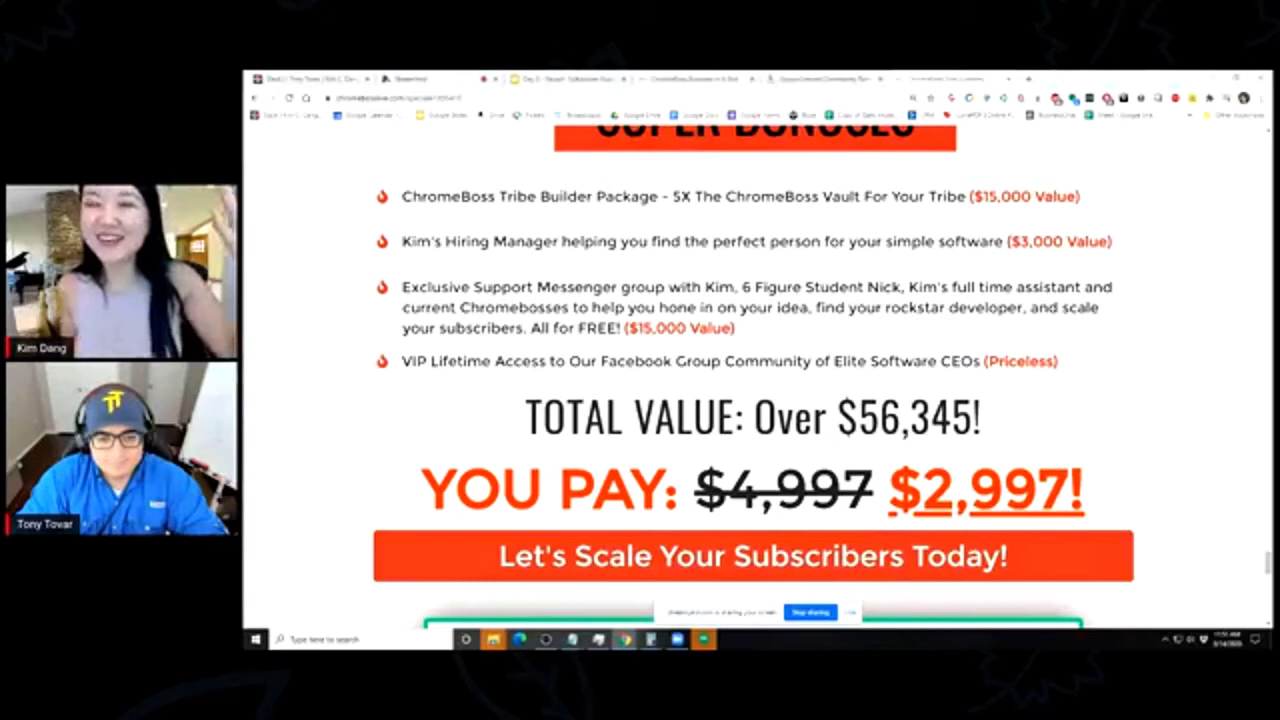 SUPER BONUSES
ChromeBoss Tribe Builder Package - 5X The ChromeBoss Vault For Your Tribe ($15,000 Value)
Kim's Hiring Manager helping you find the perfect person for your simple software ($3,000 Value)
Exclusive Support Messenger group with Kim, 6 Figure Student Nick, Kim's full time assistant and
current Chromebosses to help you hone in on your idea, find your rockstar developer, and scale
your subscribers. All for FREE! ($15,000 Value)
VIP Lifetime Access to Our Facebook Group Community of Elite Software CEOs (Priceless)
TOTAL VALUE: Over $56,345!
YOU PAY: $4,997 $2,997!
Let's Scale Your Subscribers Today!
Stop sharing
Type here to search
Kim Dang
TT
Tony Tovar